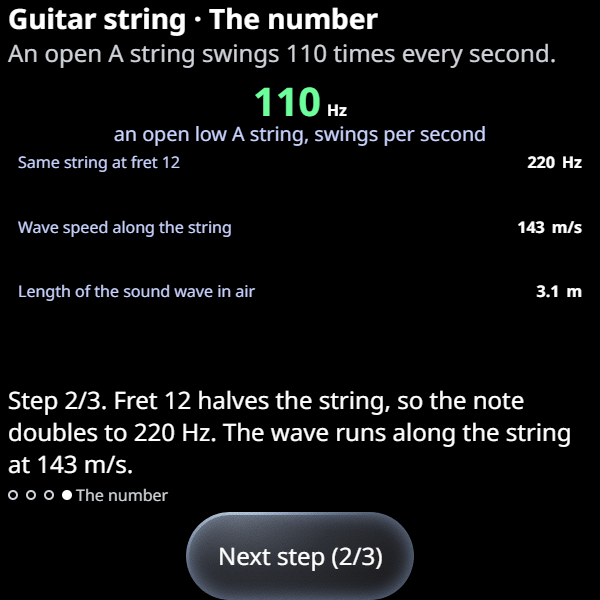 Guitar string · The number
An open A string swings 110 times every second.
110 Hz
an open low A string, swings per second
Same string at fret 12 220 Hz
Wave speed along the string 143 m/s
Length of the sound wave in air 3.1 m
Step 2/3. Fret 12 halves the string, so the note
doubles to 220 Hz. The wave runs along the string
at 143 m/s.
The number
Next step (2/3)